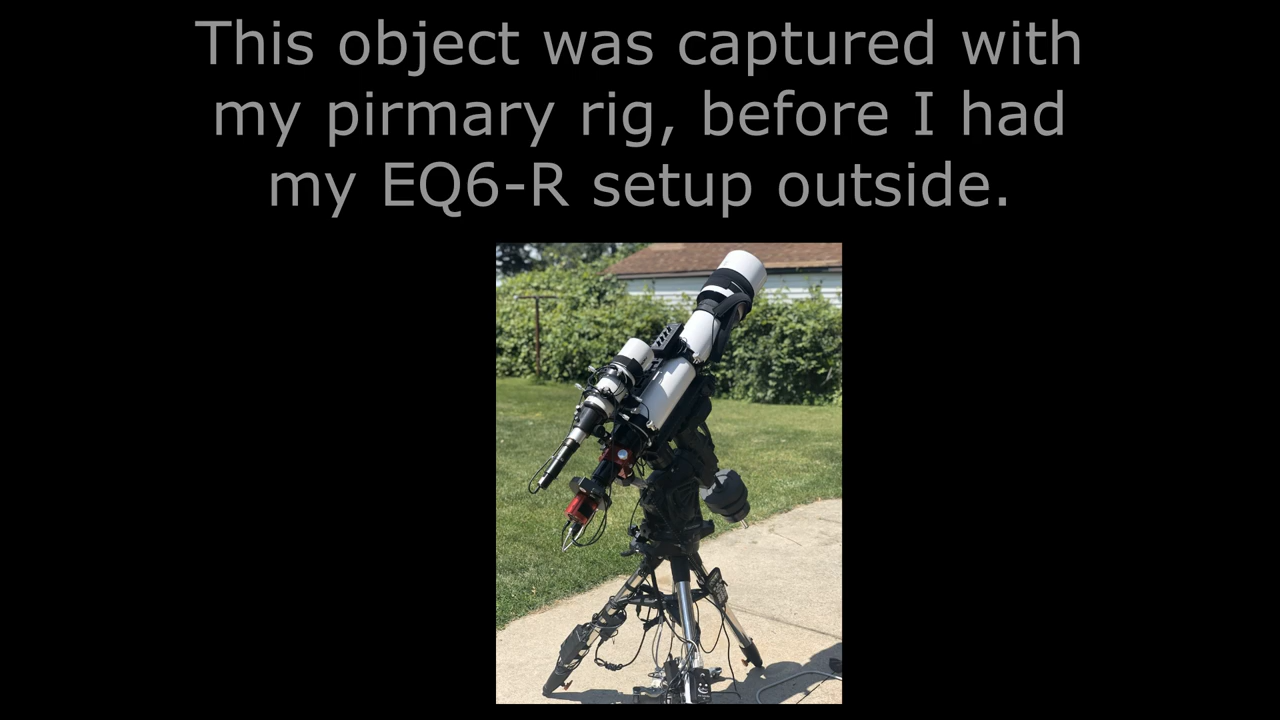 This object was captured with
my pirmary rig, before I had
my EQ6-R setup outside.